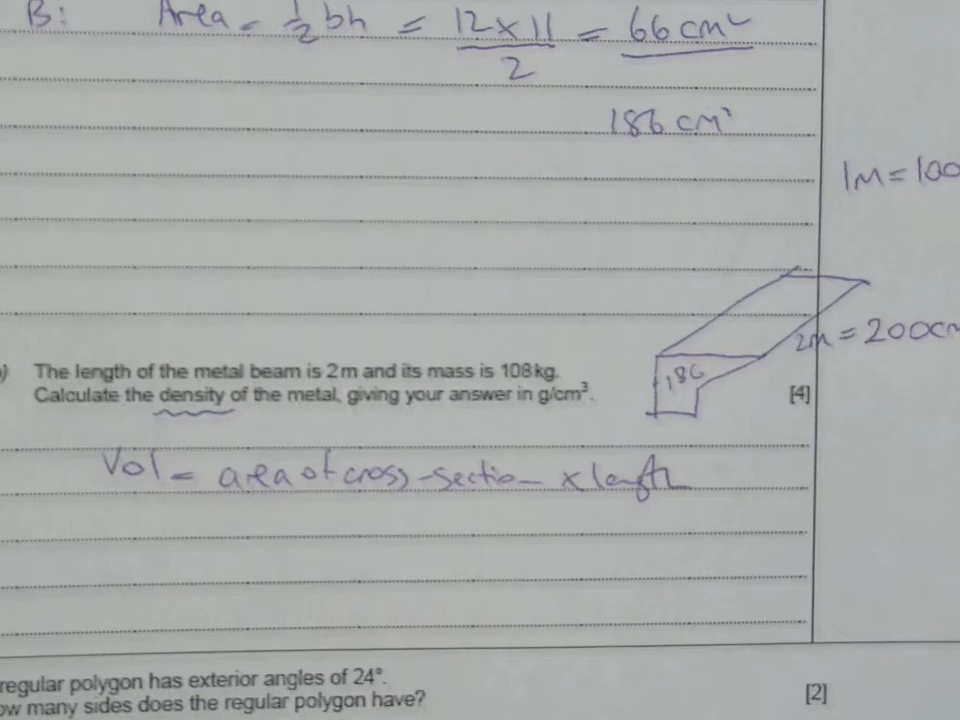 B: Area = 1/2 bh = 12 x 11 / 2 = 66 cm²
186 cm²
1M = 100
2M = 200cm
186
) The length of the metal beam is 2m and its mass is 108kg.
Calculate the density of the metal, giving your answer in g/cm³.
[4]
Vol = area of cross-section x length
regular polygon has exterior angles of 24°.
ow many sides does the regular polygon have?
[2]